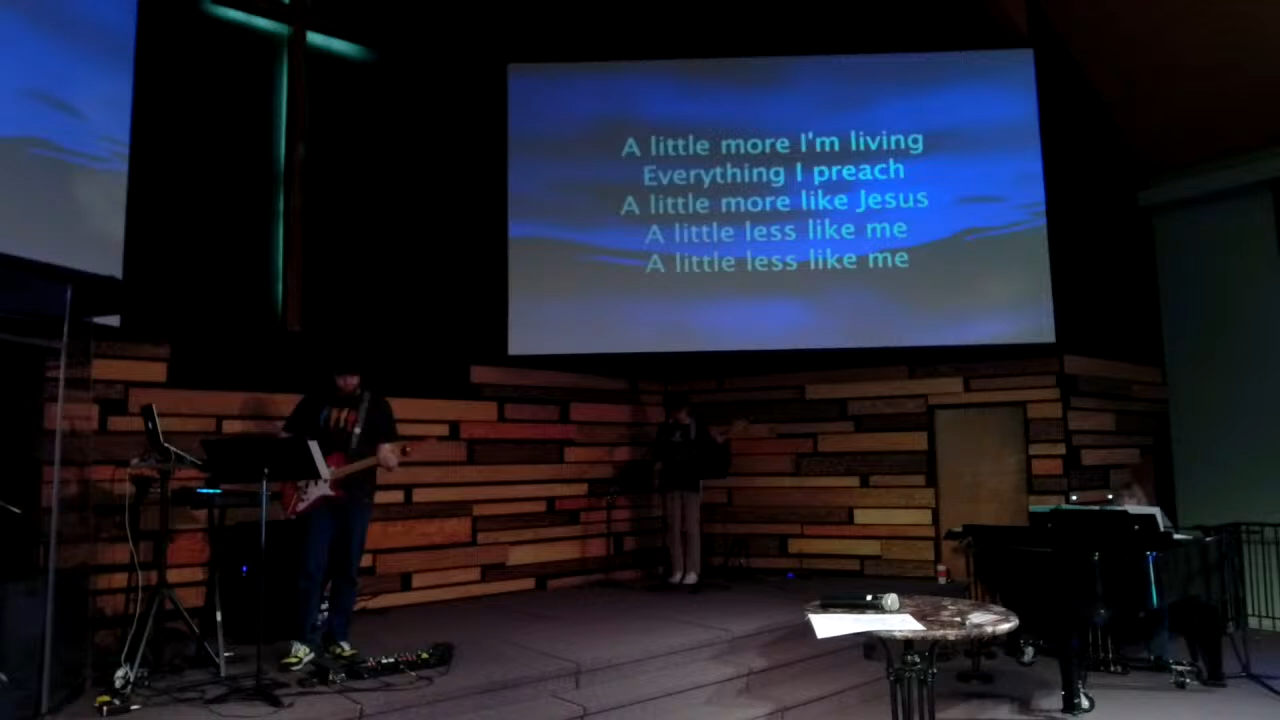 A little more I'm living
Everything I preach
A little more like Jesus
A little less like me
A little less like me